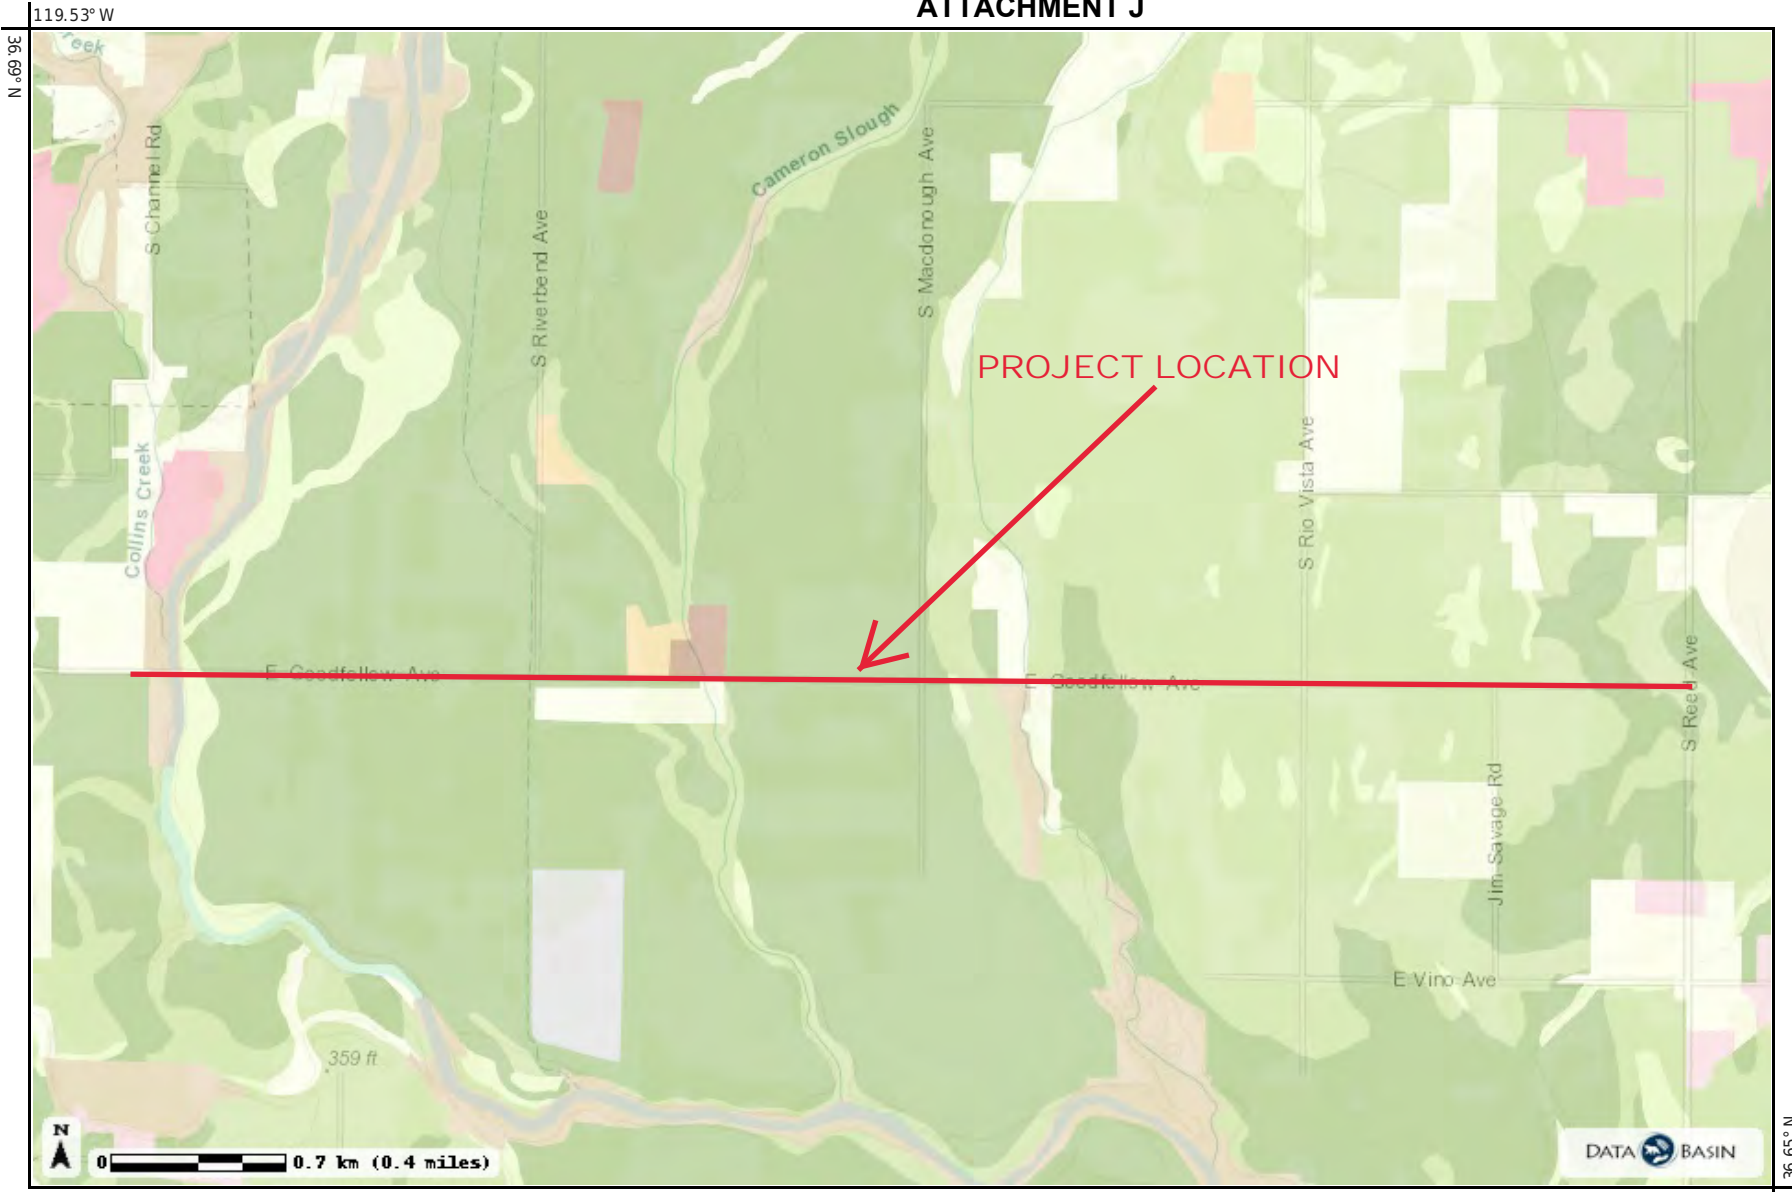 ATTACHMENT J
119.53° W
36.69° N
reek
S Channel Rd
Cameron Slough
S Macdonough Ave
S Riverbend Ave
PROJECT LOCATION
S Rio Vista Ave
Collins Creek
E Goodfellow Ave
E Goodfellow Ave
S Reed Ave
Jim Savage Rd
E Vino Ave
359 ft
N
0 0.7 km (0.4 miles)
DATA BASIN
36.65° N